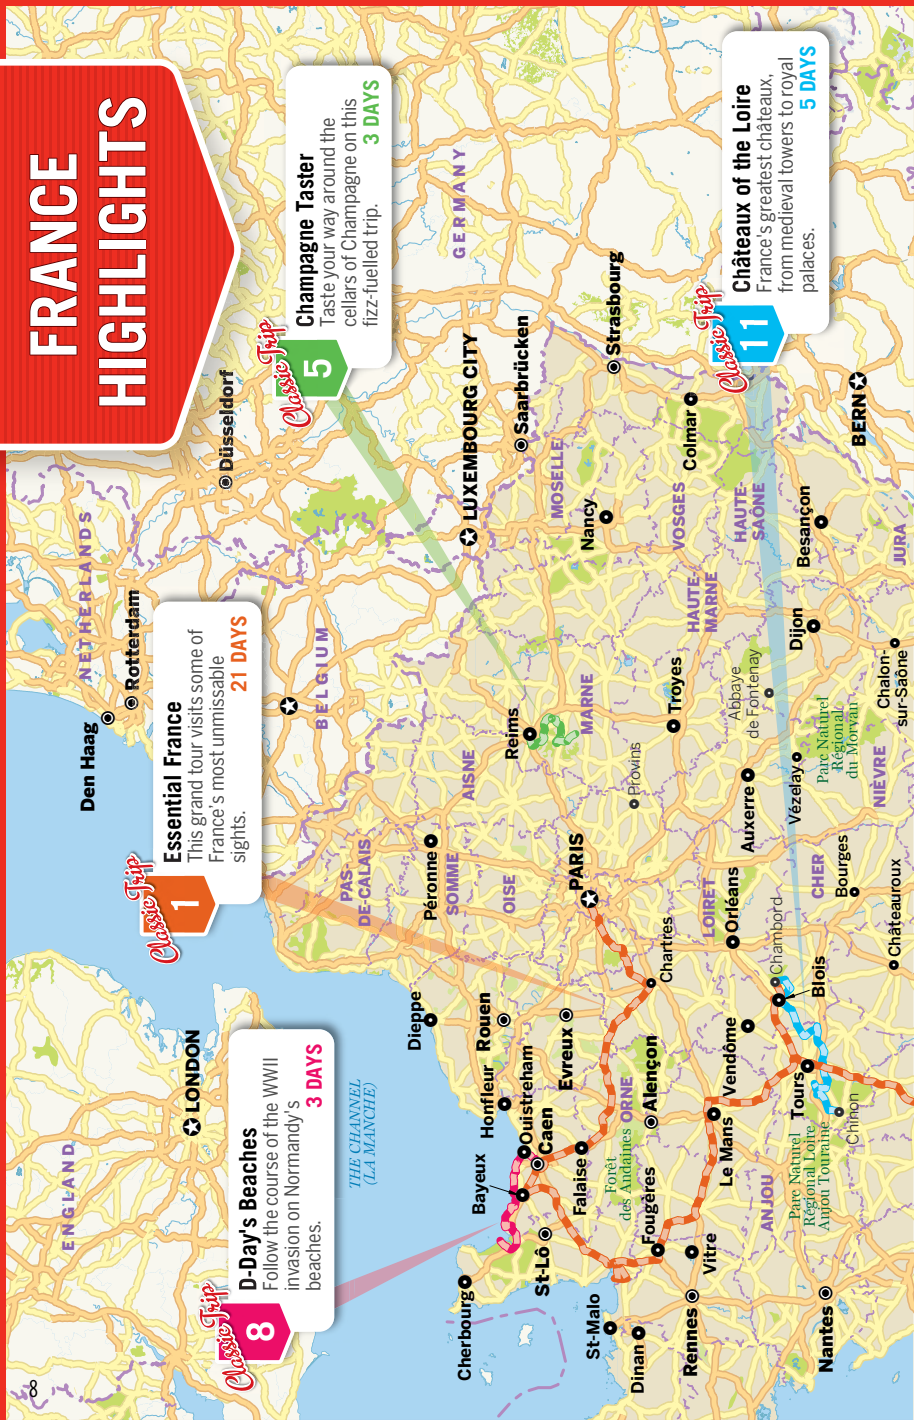 FRANCE
HIGHLIGHTS
Classic Trip
8
D-Day's Beaches
Follow the course of the WWII
invasion on Normandy's
beaches.
3 DAYS
Classic Trip
1
Essential France
This grand tour visits some of
France's most unmissable
sights.
21 DAYS
Classic Trip
5
Champagne Taster
Taste your way around the
cellars of Champagne on this
fizz-fuelled trip.
3 DAYS
Classic Trip
11
Châteaux of the Loire
France's greatest châteaux,
from medieval towers to royal
palaces.
5 DAYS
ENGLAND
LONDON
THE CHANNEL
(LA MANCHE)
NETHERLANDS
Den Haag
Rotterdam
Düsseldorf
BELGIUM
GERMANY
LUXEMBOURG CITY
Saarbrücken
Strasbourg
MOSELLE
Nancy
Colmar
VOSGES
HAUTE-
SAÔNE
HAUTE-
MARNE
BERN
Besançon
JURA
Dijon
Chalon-
sur-Saône
PAS-
DE-CALAIS
Péronne
SOMME
AISNE
OISE
Reims
MARNE
Troyes
Provins
Abbaye
de Fontenay
PARIS
Auxerre
Vézelay
Parc Naturel
Régional
du Morvan
NIÈVRE
Dieppe
Rouen
Evreux
Honfleur
Ouistreham
Caen
Bayeux
Falaise
Cherbourg
St-Lô
Chartres
LOIRET
Orléans
CHER
Bourges
Châteauroux
Chambord
Blois
Vendôme
Tours
Chinon
Forêt
des Andaines
ORNE
Alençon
Fougères
Le Mans
Vitre
ANJOU
Parc Naturel
Régional Loire
Anjou Touraine
St-Malo
Dinan
Rennes
Nantes
8